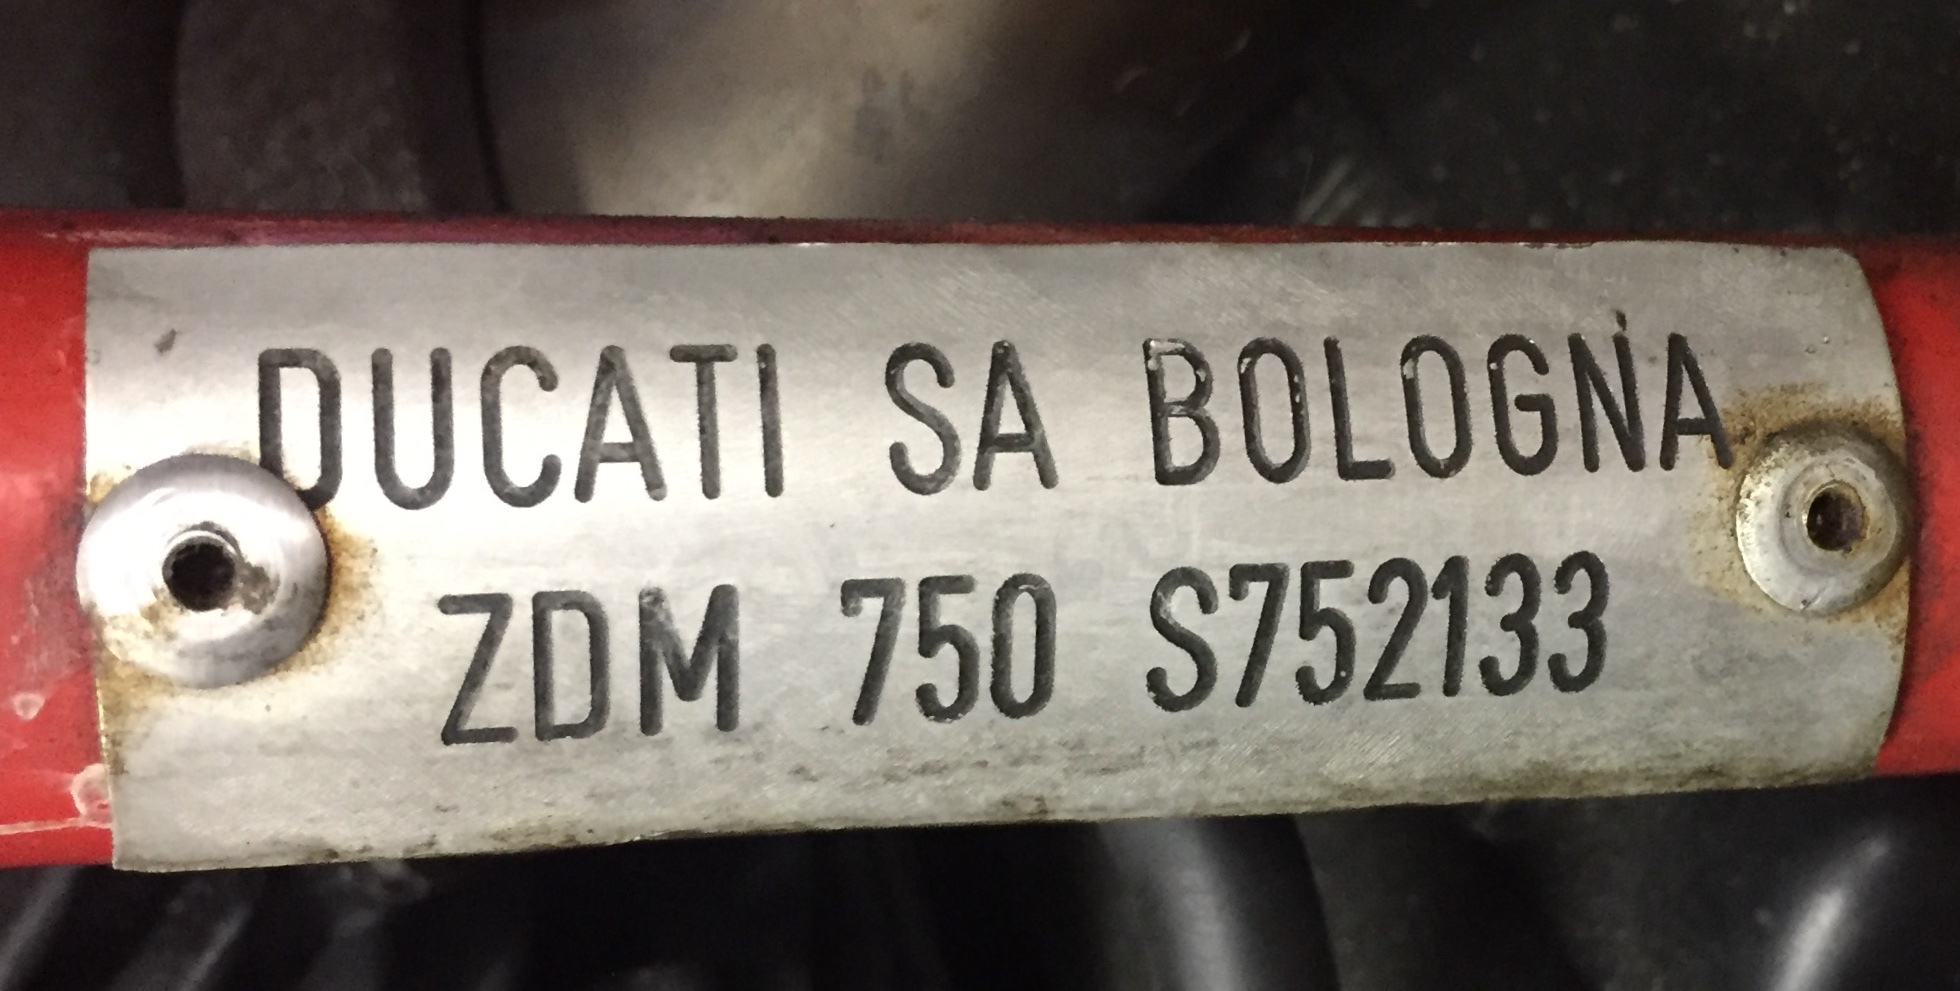 DUCATI SA BOLOGNA
ZDM 750 S752133